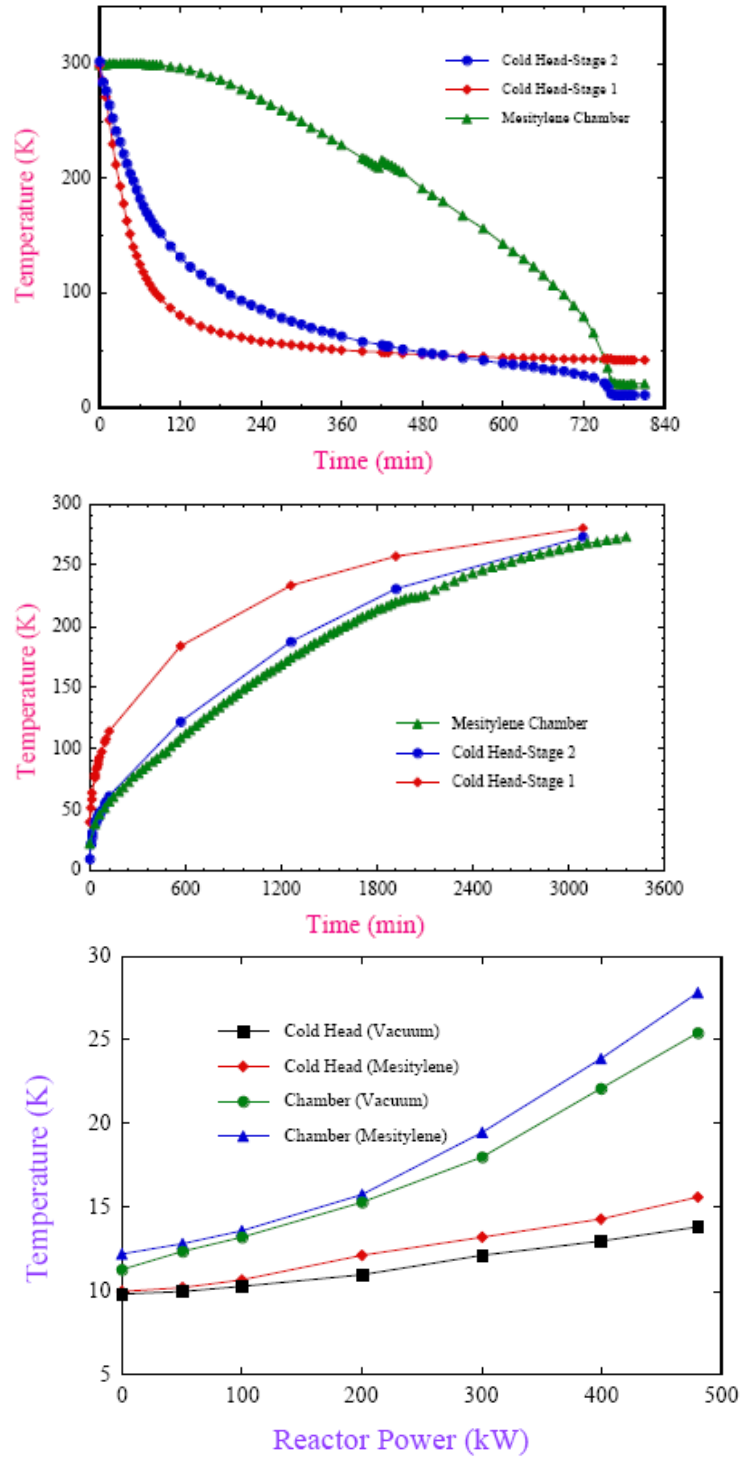 300
200
100
0
Temperature (K)
Cold Head-Stage 2
Cold Head-Stage 1
Mesitylene Chamber
0 120 240 360 480 600 720 840
Time (min)
300
250
200
150
100
50
0
Temperature (K)
Mesitylene Chamber
Cold Head-Stage 2
Cold Head-Stage 1
0 600 1200 1800 2400 3000 3600
Time (min)
30
25
20
15
10
5
Temperature (K)
Cold Head (Vacuum)
Cold Head (Mesitylene)
Chamber (Vacuum)
Chamber (Mesitylene)
0 100 200 300 400 500
Reactor Power (kW)